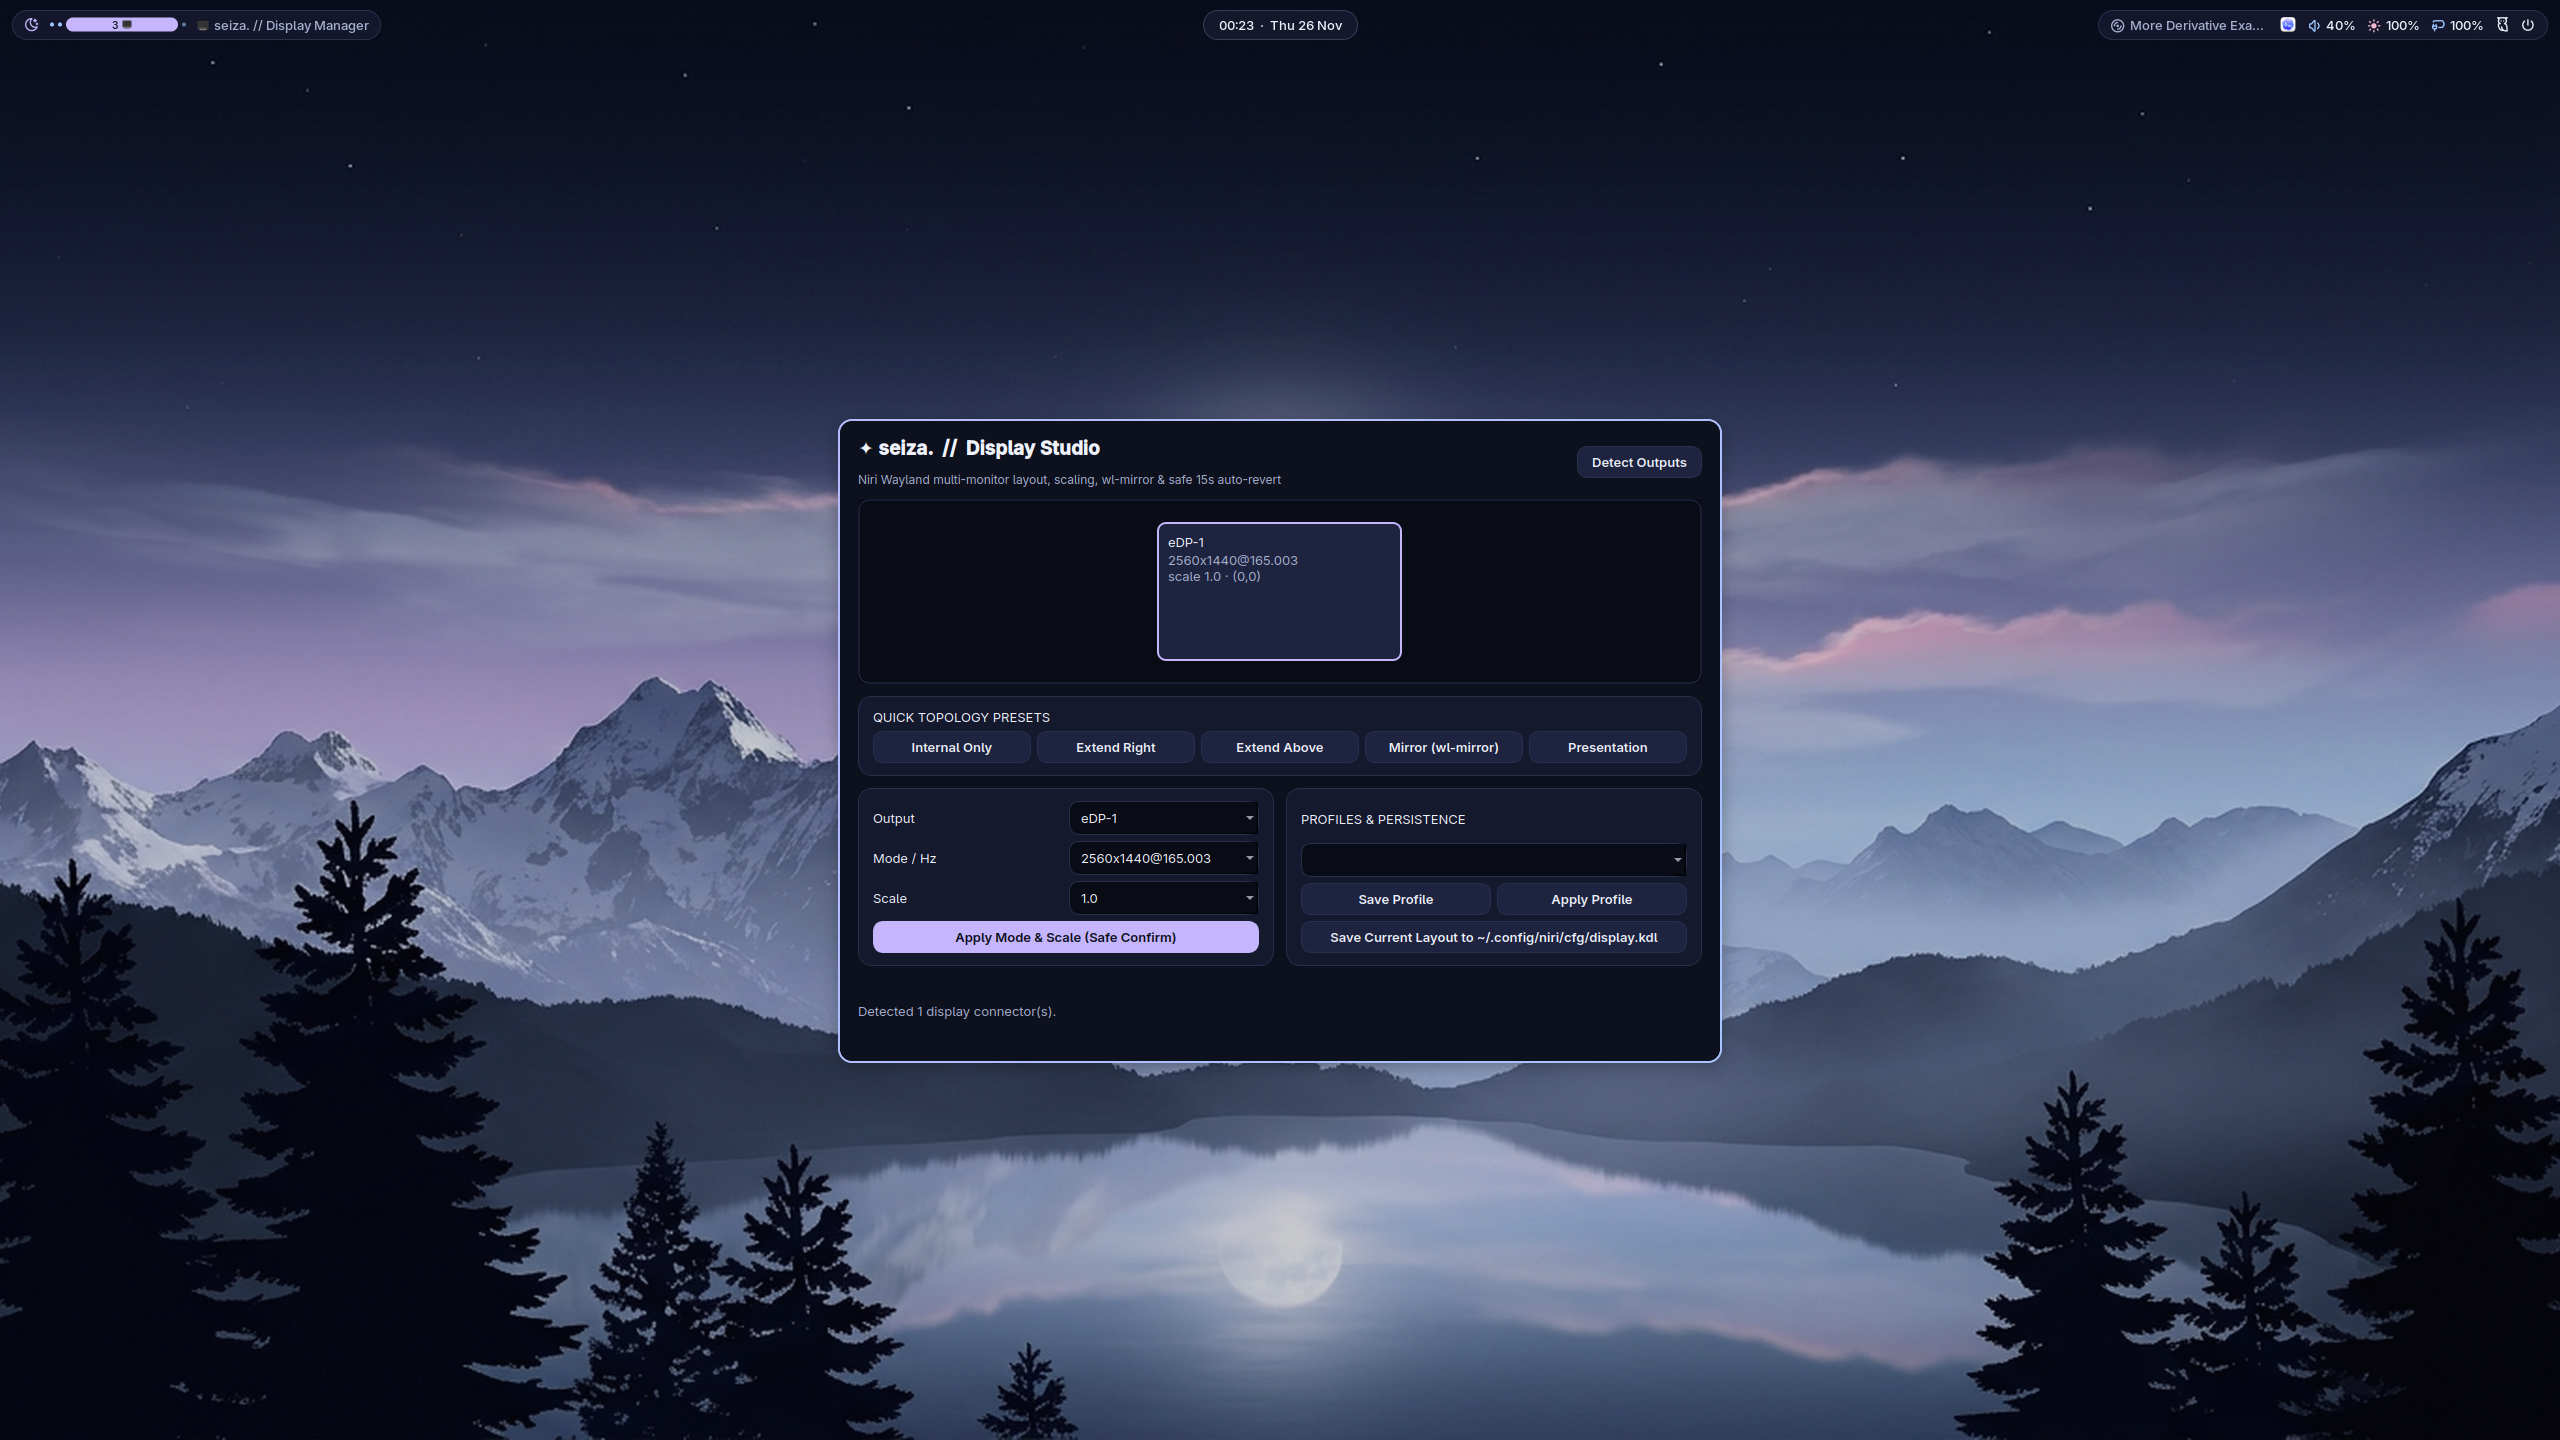 3
seiza. // Display Manager
00:23 · Thu 26 Nov
More Derivative Exa...
40%
100%
100%
✦ seiza. // Display Studio
Niri Wayland multi-monitor layout, scaling, wl-mirror & safe 15s auto-revert
Detect Outputs
eDP-1
2560x1440@165.003
scale 1.0 · (0,0)
QUICK TOPOLOGY PRESETS
Internal Only
Extend Right
Extend Above
Mirror (wl-mirror)
Presentation
Output
eDP-1
Mode / Hz
2560x1440@165.003
Scale
1.0
Apply Mode & Scale (Safe Confirm)
PROFILES & PERSISTENCE
Save Profile
Apply Profile
Save Current Layout to ~/.config/niri/cfg/display.kdl
Detected 1 display connector(s).